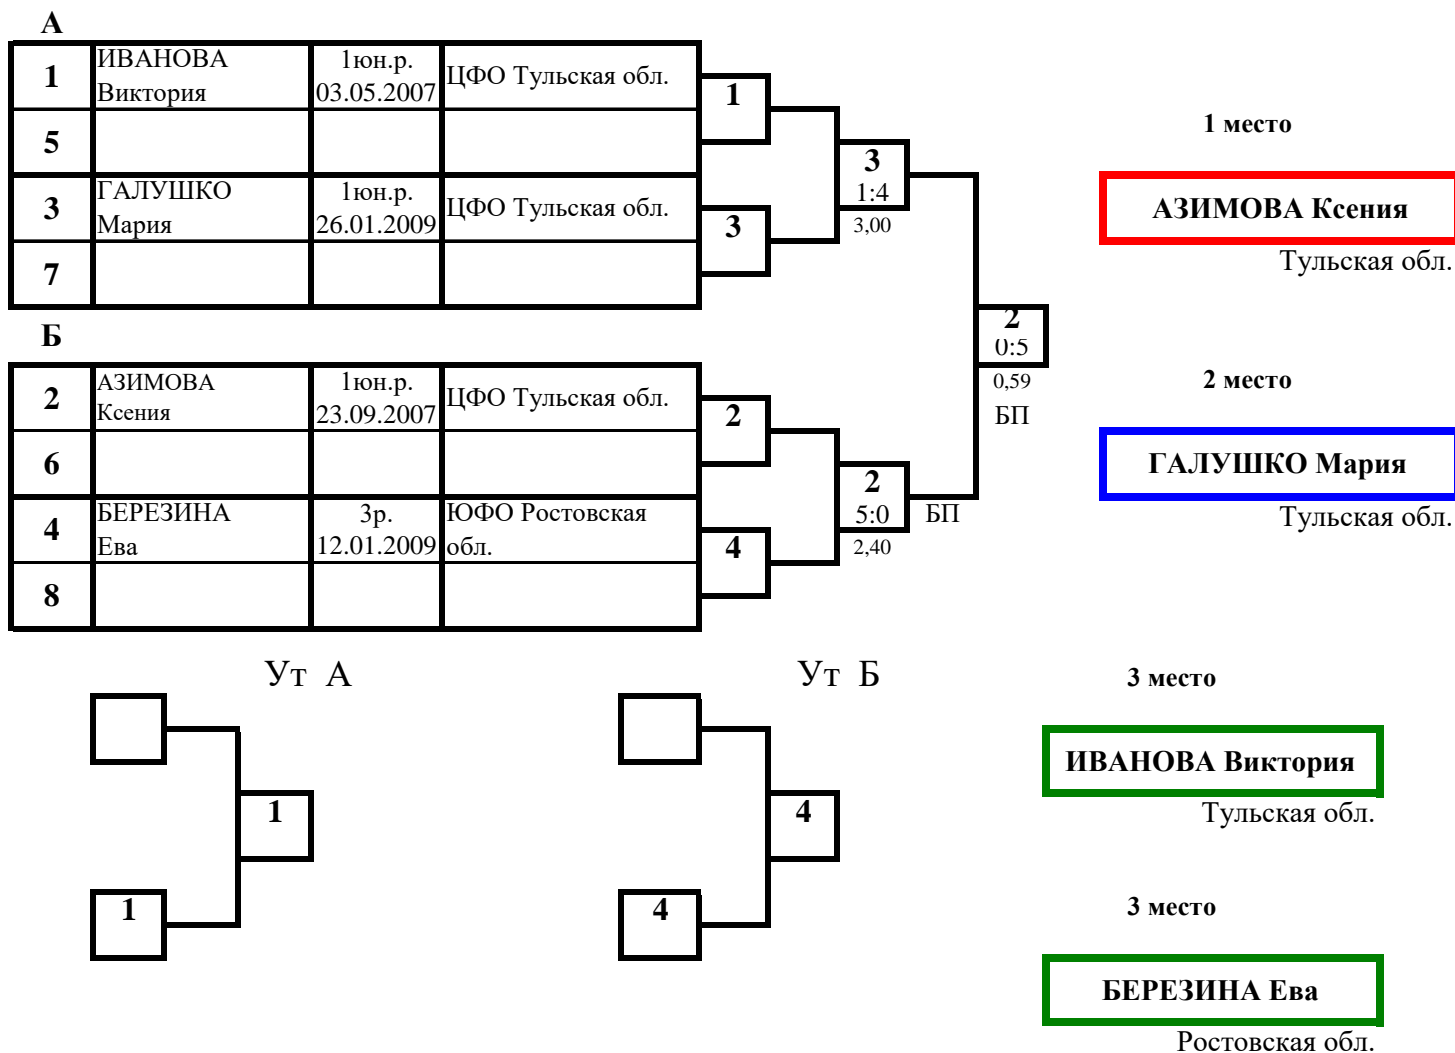 А
1
ИВАНОВА
Виктория
1юн.р.
03.05.2007
ЦФО Тульская обл.
5
3
ГАЛУШКО
Мария
1юн.р.
26.01.2009
ЦФО Тульская обл.
7
1
3
3
1:4
3,00
Б
2
АЗИМОВА
Ксения
1юн.р.
23.09.2007
ЦФО Тульская обл.
6
4
БЕРЕЗИНА
Ева
3р.
12.01.2009
ЮФО Ростовская
обл.
8
2
4
2
5:0
2,40
БП
2
0:5
0,59
БП
1 место
АЗИМОВА Ксения
Тульская обл.
2 место
ГАЛУШКО Мария
Тульская обл.
Ут А
1
1
Ут Б
4
4
3 место
ИВАНОВА Виктория
Тульская обл.
3 место
БЕРЕЗИНА Ева
Ростовская обл.